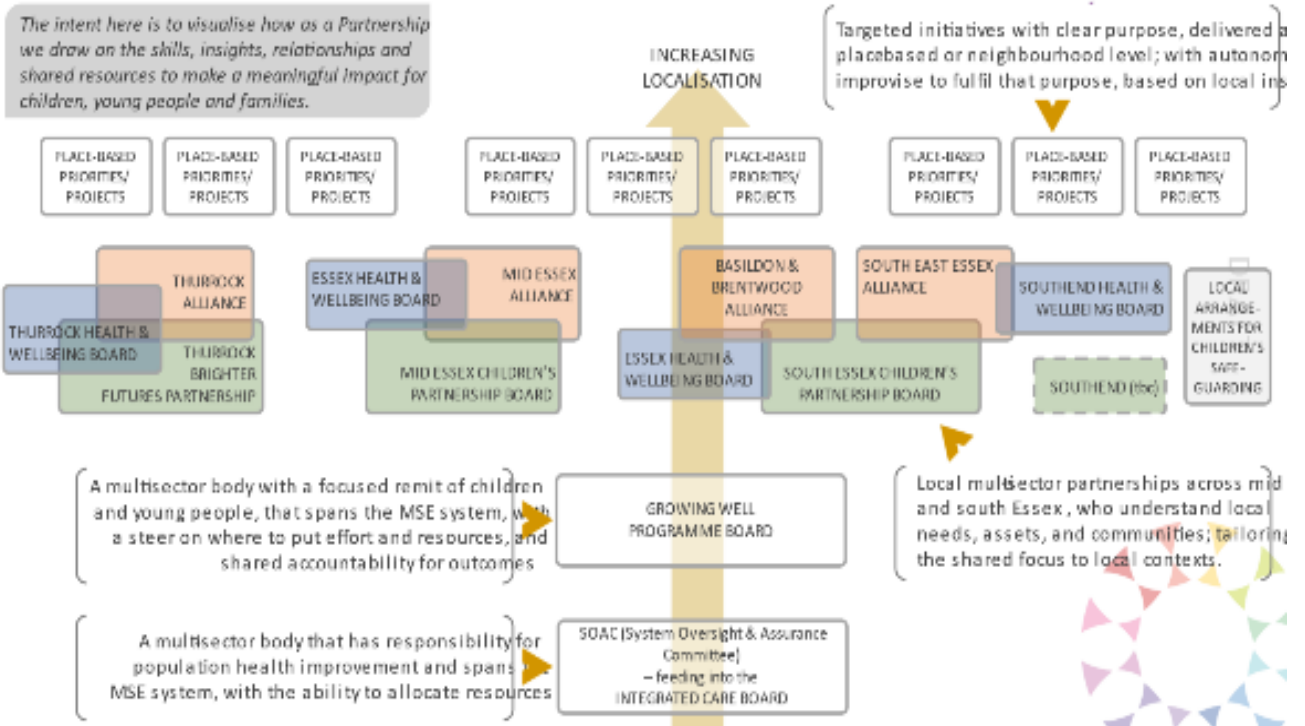 The intent here is to visualise how as a Partnership
we draw on the skills, insights, relationships and
shared resources to make a meaningful impact for
children, young people and families.
INCREASING
LOCALISATION
Targeted initiatives with clear purpose, delivered
placebased or neighbourhood level; with
improvise to fulfil that purpose, based on local
PLACE-BASED
PRIORITIES/
PROJECTS
PLACE-BASED
PRIORITIES/
PROJECTS
PLACE-BASED
PRIORITIES/
PROJECTS
PLACE-BASED
PRIORITIES/
PROJECTS
PLACE-BASED
PRIORITIES/
PROJECTS
PLACE-BASED
PRIORITIES/
PROJECTS
PLACE-BASED
PRIORITIES/
PROJECTS
PLACE-BASED
PRIORITIES/
PROJECTS
PLACE-BASED
PRIORITIES/
PROJECTS
THURROCK
ALLIANCE
THURROCK HEALTH &
WELLBEING BOARD
THURROCK
BRIGHTER
FUTURES PARTNERSHIP
ESSEX HEALTH &
WELLBEING BOARD
MID ESSEX
ALLIANCE
MID ESSEX CHILDREN'S
PARTNERSHIP BOARD
BASILDON &
BRENTWOOD
ALLIANCE
ESSEX HEALTH &
WELLBEING BOARD
SOUTH EAST ESSEX
ALLIANCE
SOUTH ESSEX CHILDREN'S
PARTNERSHIP BOARD
SOUTHEND HEALTH &
WELLBEING BOARD
SOUTHEND (tbc)
LOCAL
ARRANGE-
MENTS FOR
CHILDREN'S
SAFE-
GUARDING
A multisector body with a focused remit of children
and young people, that spans the MSE system, with
a steer on where to put effort and resources, and
shared accountability for outcomes
GROWING WELL
PROGRAMME BOARD
Local multisector partnerships across mid
and south Essex, who understand local
needs, assets, and communities; tailoring
the shared focus to local contexts.
A multisector body that has responsibility for
population health improvement and spans the
MSE system, with the ability to allocate resources
SOAC (System Oversight & Assurance
Committee)
– feeding into the
INTEGRATED CARE BOARD